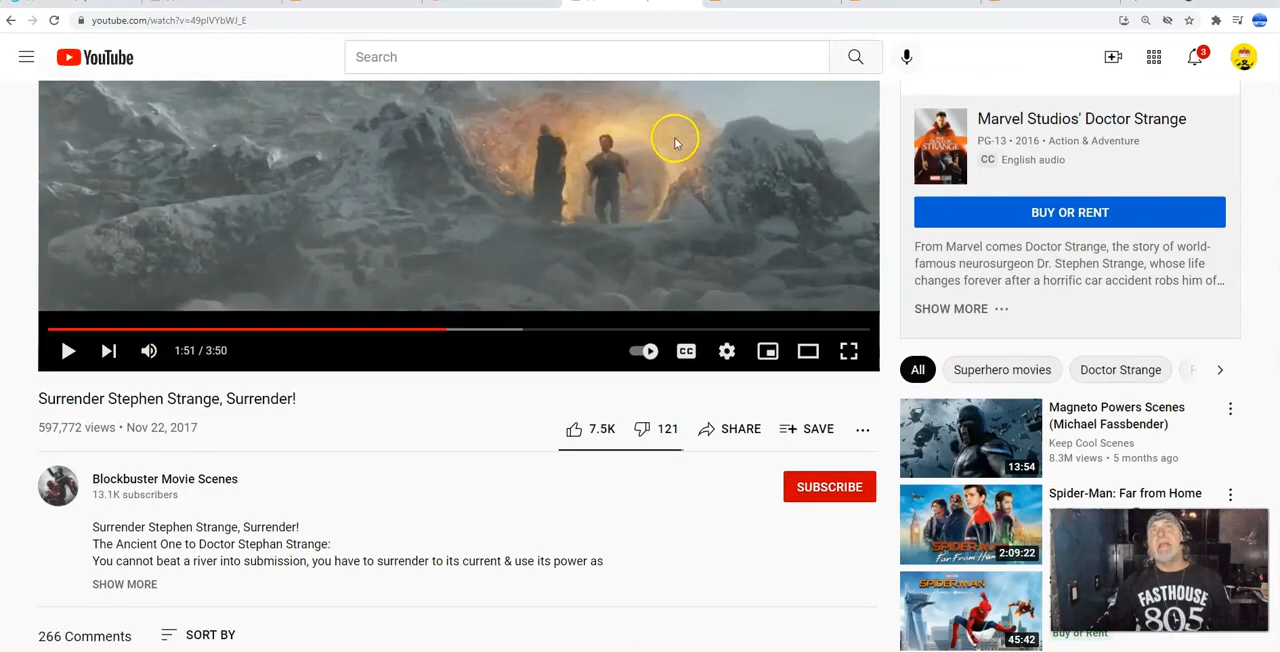 youtube.com/watch?v=49pIVYbWJ_E
YouTube
Search
3
Marvel Studios' Doctor Strange
PG-13 • 2016 • Action & Adventure
CC English audio
BUY OR RENT
From Marvel comes Doctor Strange, the story of world-
famous neurosurgeon Dr. Stephen Strange, whose life
changes forever after a horrific car accident robs him of...
SHOW MORE
1:51 / 3:50
CC
Surrender Stephen Strange, Surrender!
597,772 views • Nov 22, 2017
7.5K
121
SHARE
SAVE
Blockbuster Movie Scenes
13.1K subscribers
SUBSCRIBE
Surrender Stephen Strange, Surrender!
The Ancient One to Doctor Stephan Strange:
You cannot beat a river into submission, you have to surrender to its current & use its power as
SHOW MORE
266 Comments
SORT BY
All
Superhero movies
Doctor Strange
Magneto Powers Scenes
(Michael Fassbender)
Keep Cool Scenes
8.3M views • 5 months ago
13:54
Spider-Man: Far from Home
2:09:22
SPIDER-MAN
45:42
Buy or Rent
FASTHOUSE
805